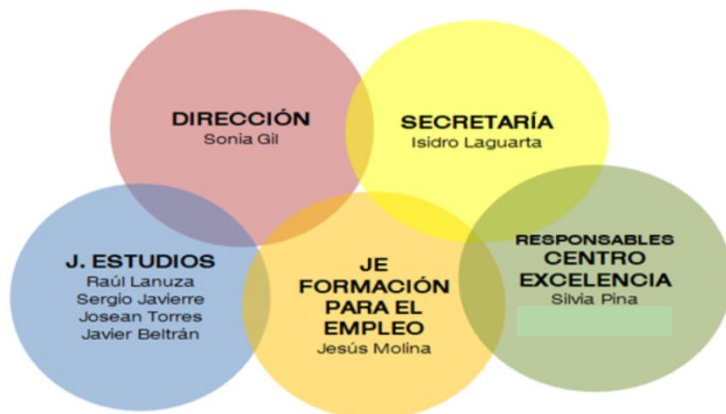 DIRECCIÓN
Sonia Gil
SECRETARÍA
Isidro Laguarta
J. ESTUDIOS
Raúl Lanuza
Sergio Javierre
Josean Torres
Javier Beltrán
JE
FORMACIÓN
PARA EL
EMPLEO
Jesús Molina
RESPONSABLES
CENTRO
EXCELENCIA
Silvia Pina